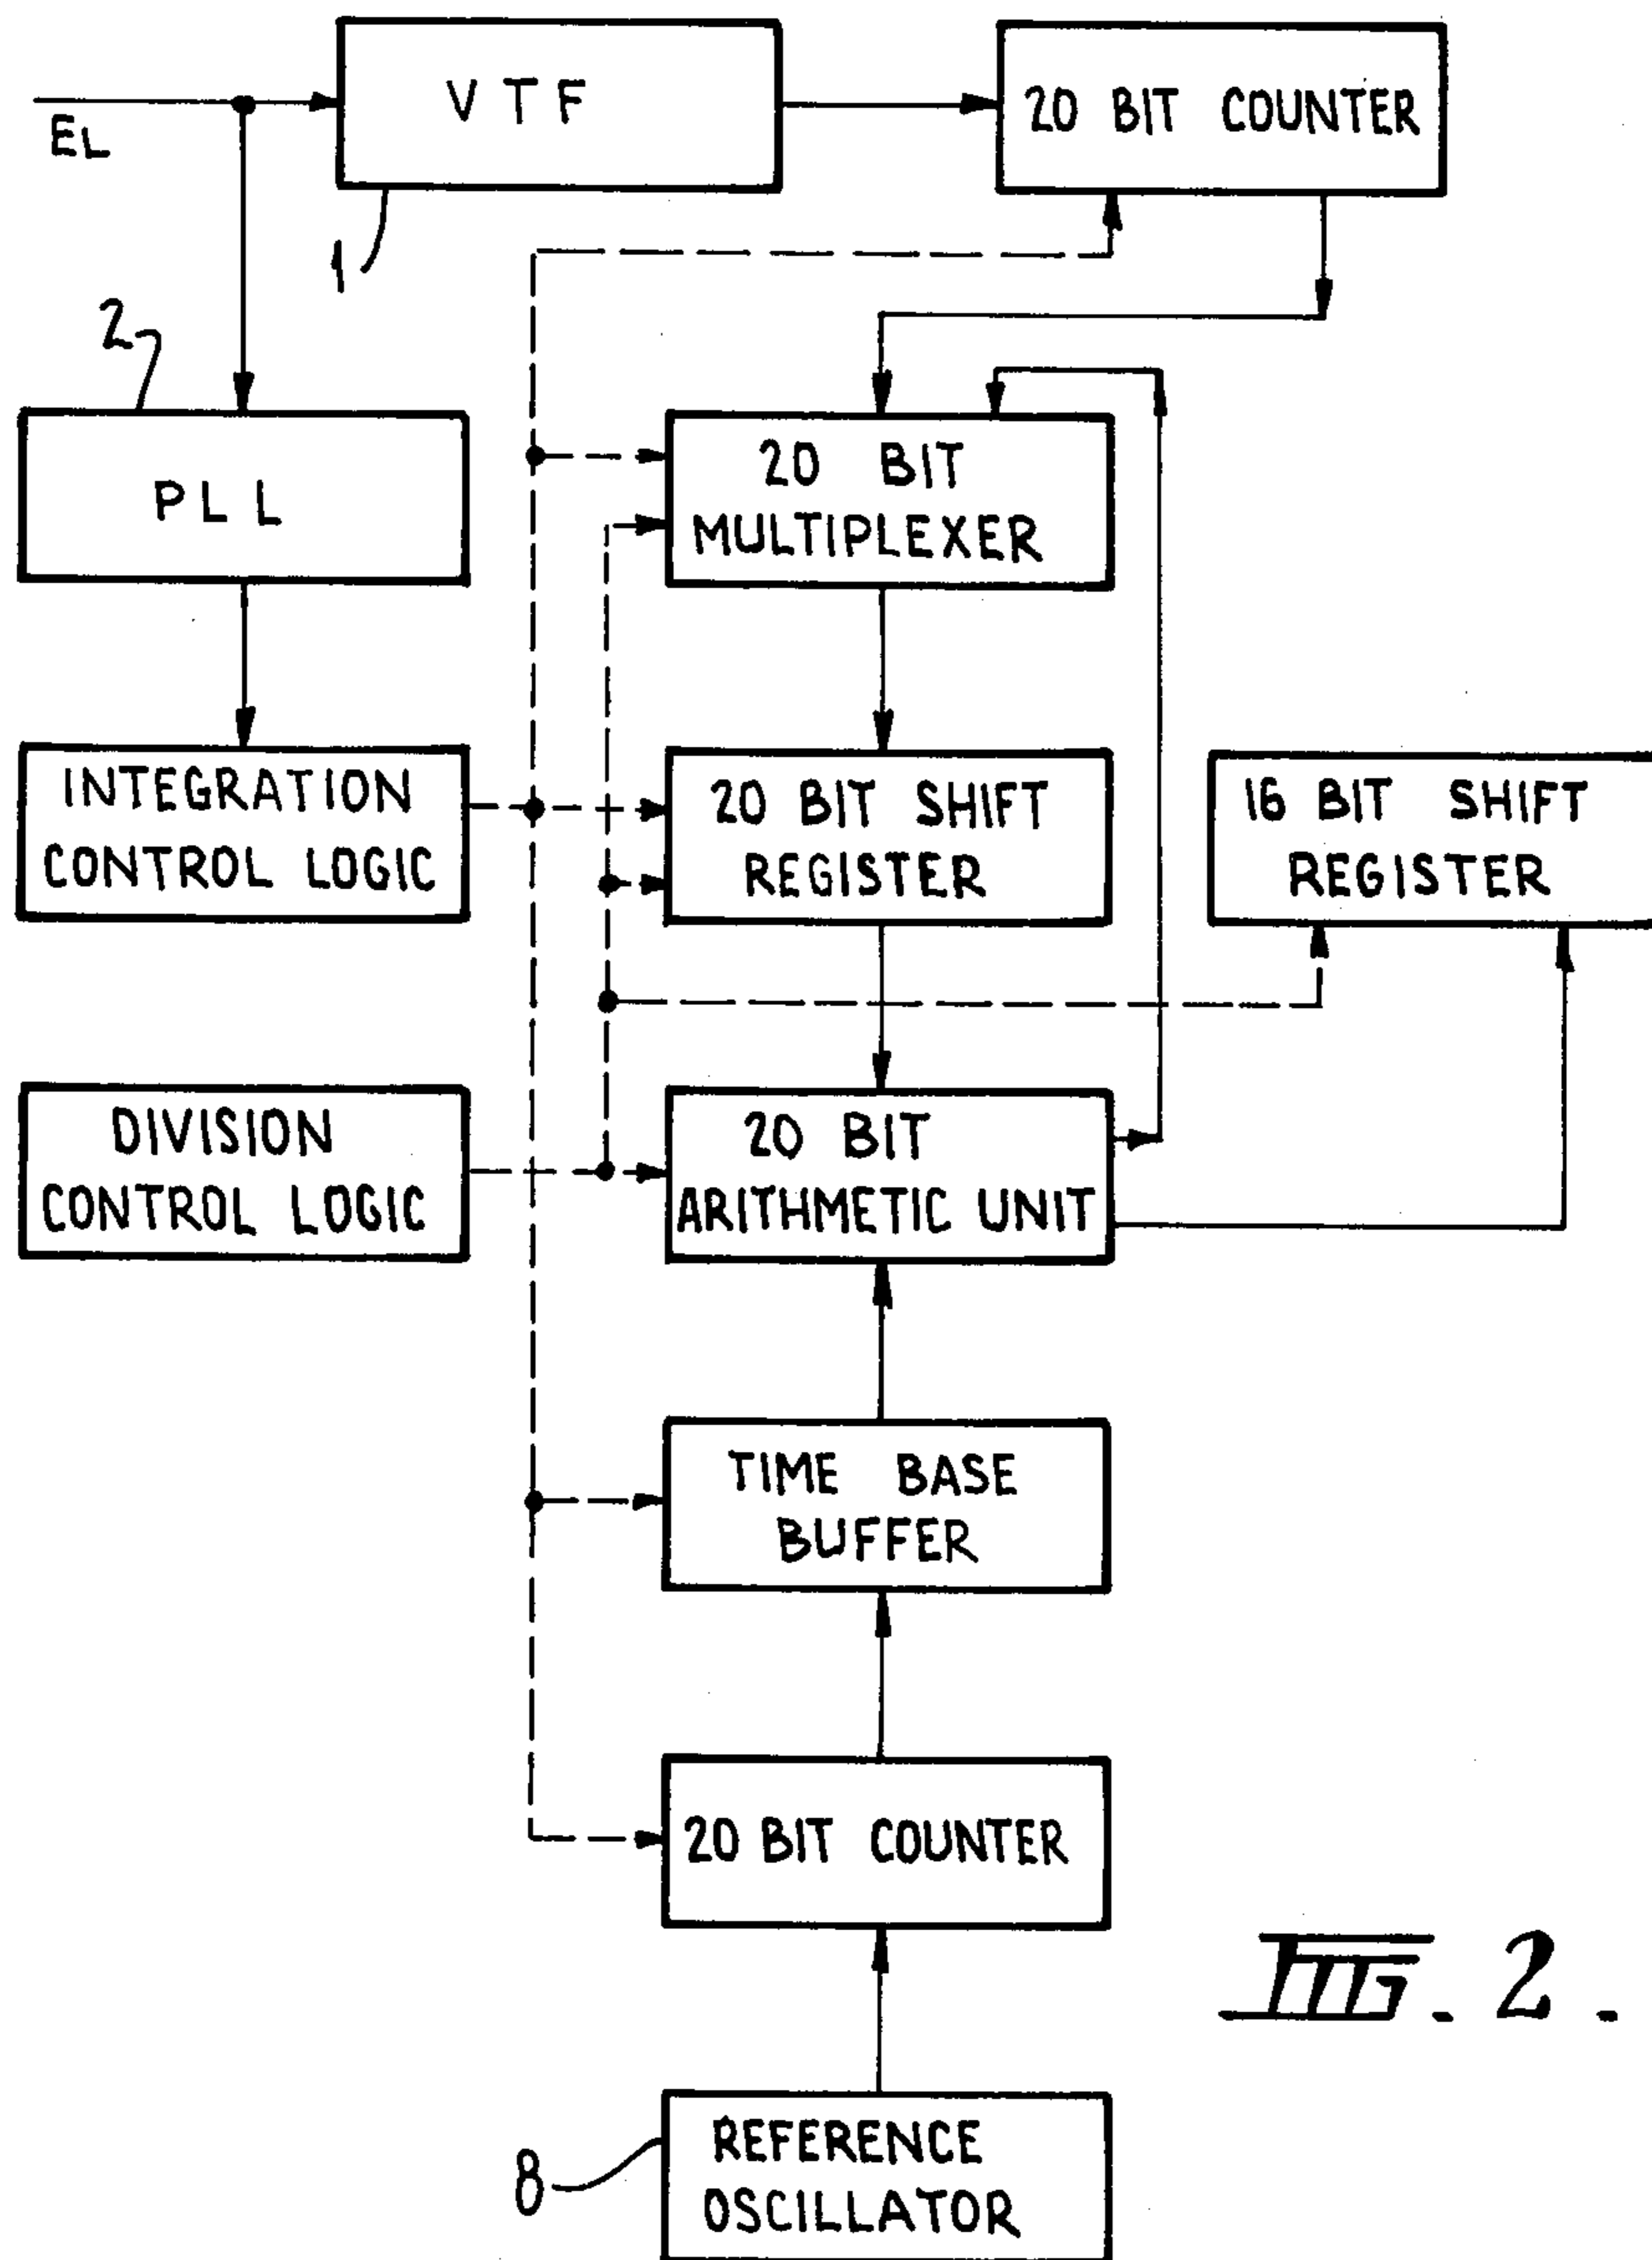 EL
VTF
20 BIT COUNTER
1
2
PLL
20 BIT
MULTIPLEXER
INTEGRATION
CONTROL LOGIC
20 BIT SHIFT
REGISTER
16 BIT SHIFT
REGISTER
DIVISION
CONTROL LOGIC
20 BIT
ARITHMETIC UNIT
TIME BASE
BUFFER
20 BIT COUNTER
8
REFERENCE
OSCILLATOR
FIG. 2.